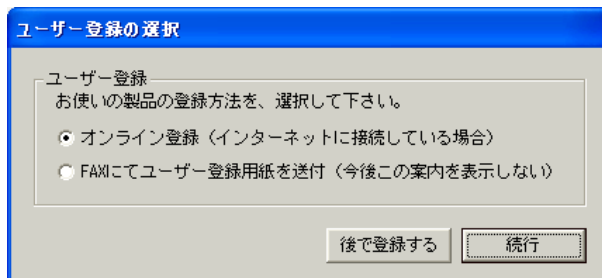 ユーザー登録の選択
ユーザー登録
お使いの製品の登録方法を、選択して下さい。
オンライン登録（インターネットに接続している場合）
FAXにてユーザー登録用紙を送付（今後この案内を表示しない）
後で登録する 続行